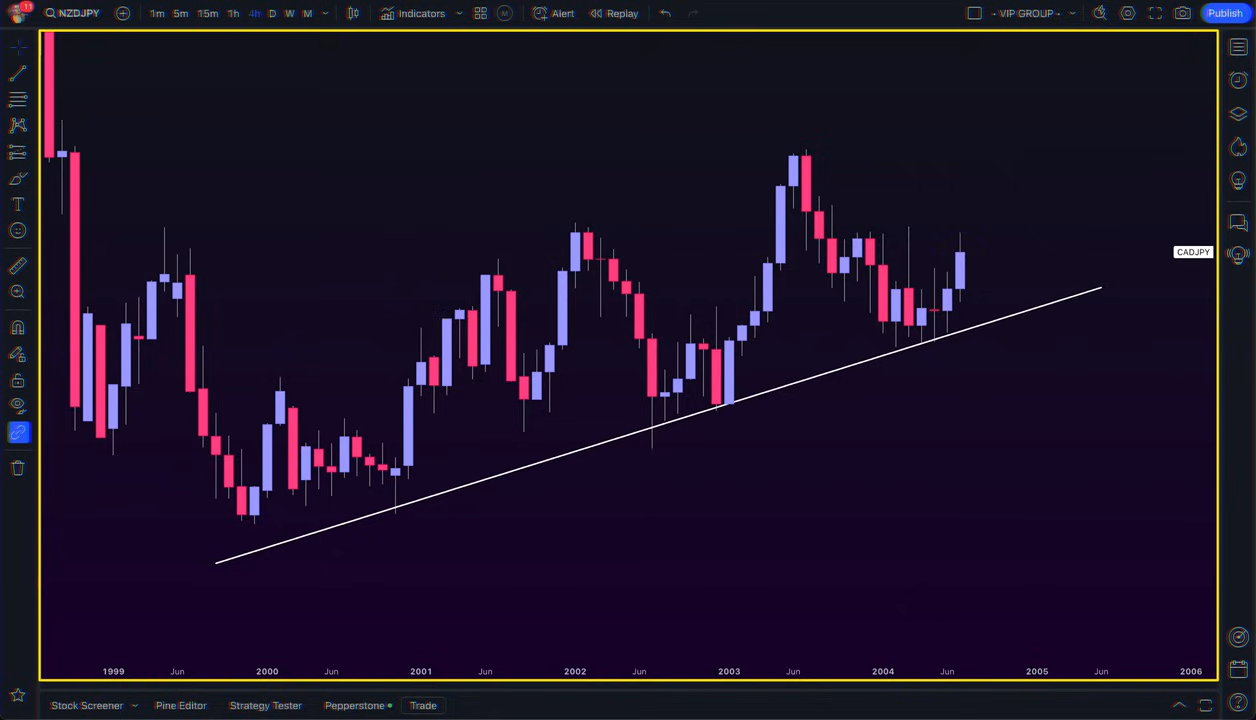 11 NZDJPY 1m 5m 15m 1h 4h D W M Indicators M Alert Replay - VIP GROUP - Publish
CADJPY
1999 Jun 2000 Jun 2001 Jun 2002 Jun 2003 Jun 2004 Jun 2005 Jun 2006
Stock Screener Pine Editor Strategy Tester Pepperstone Trade